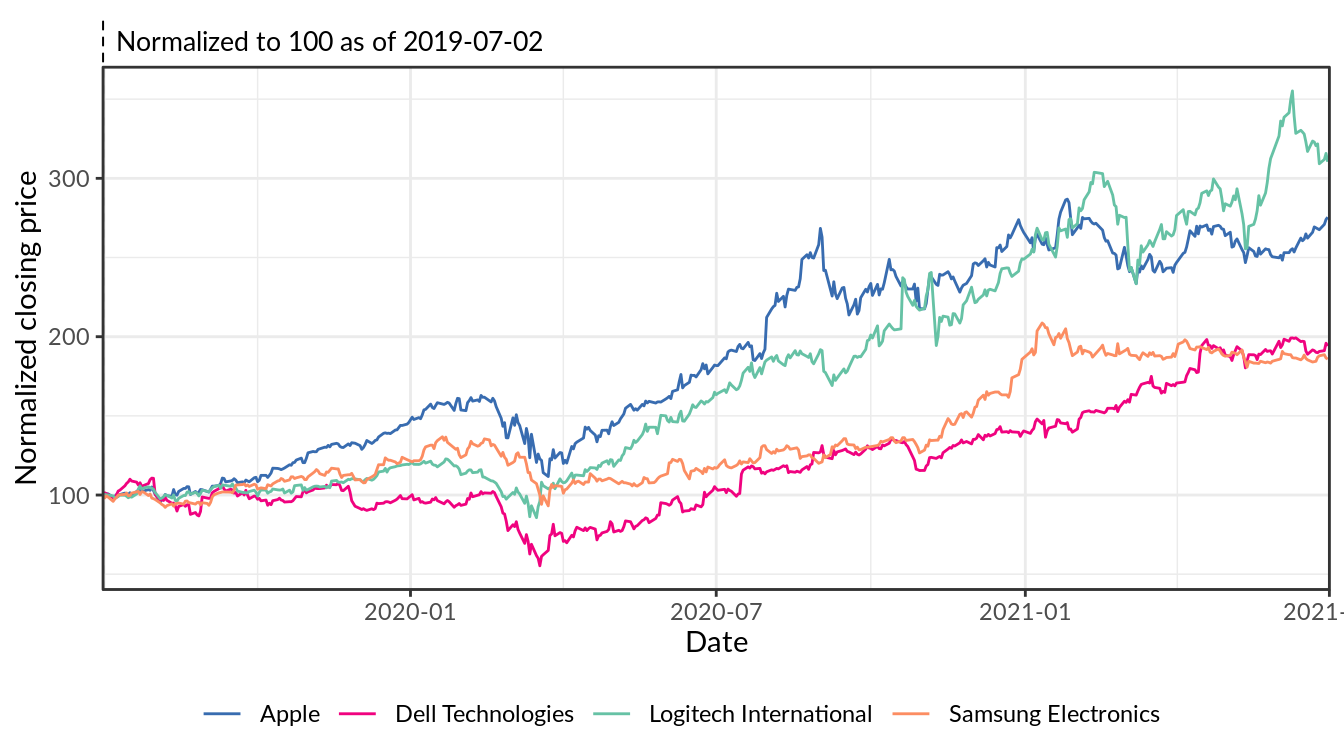 Normalized to 100 as of 2019-07-02
Normalized closing price
300
200
100
2020-01
2020-07
2021-01
2021-
Date
Apple
Dell Technologies
Logitech International
Samsung Electronics